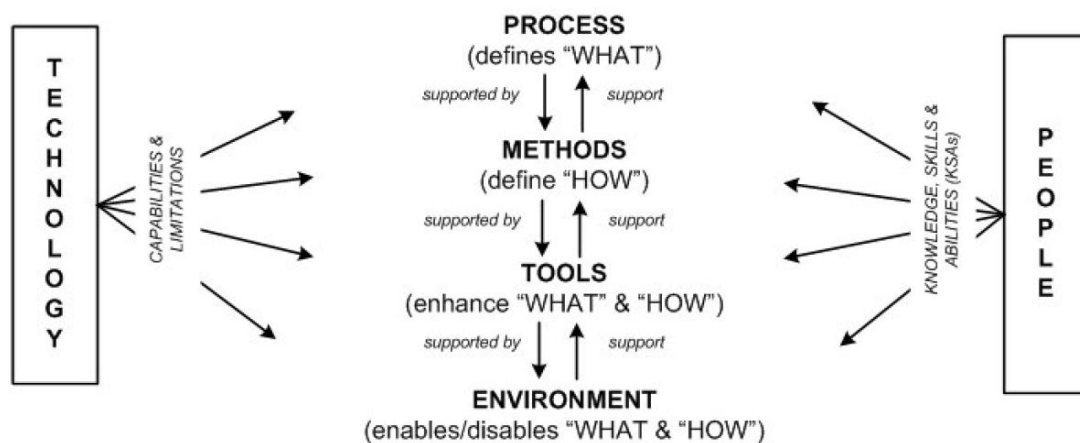 PROCESS
(defines “WHAT”)
supported by
support
METHODS
(define “HOW”)
supported by
support
TOOLS
(enhance “WHAT” & “HOW”)
supported by
support
ENVIRONMENT
(enables/disables “WHAT & “HOW”)
TECHNOLOGY
CAPABILITIES &
LIMITATIONS
KNOWLEDGE, SKILLS &
ABILITIES (KSAs)
PEOPLE